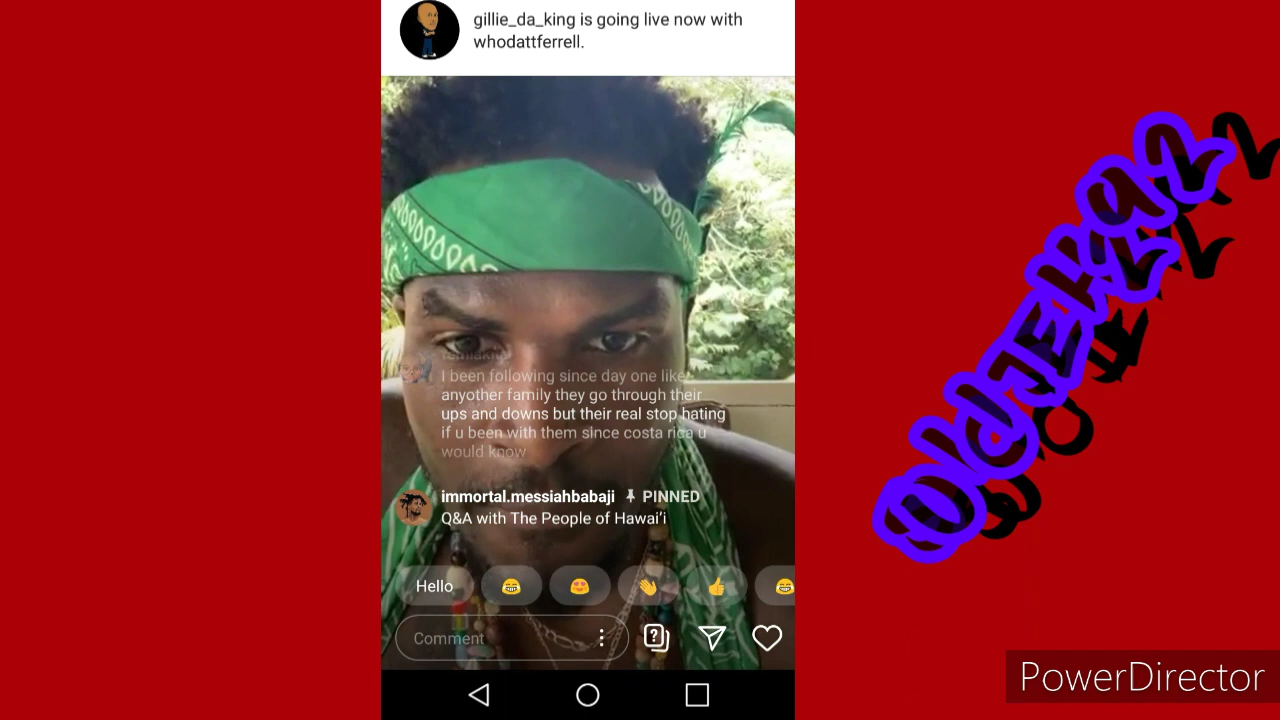 gillie_da_king is going live now with
whodattferrell.
I been following since day one like
anyother family they go through their
ups and downs but their real stop hating
if u been with them since costa rica u
would know
immortal.messiahbabaji PINNED
Q&A with The People of Hawai'i
Hello
Comment
PowerDirector